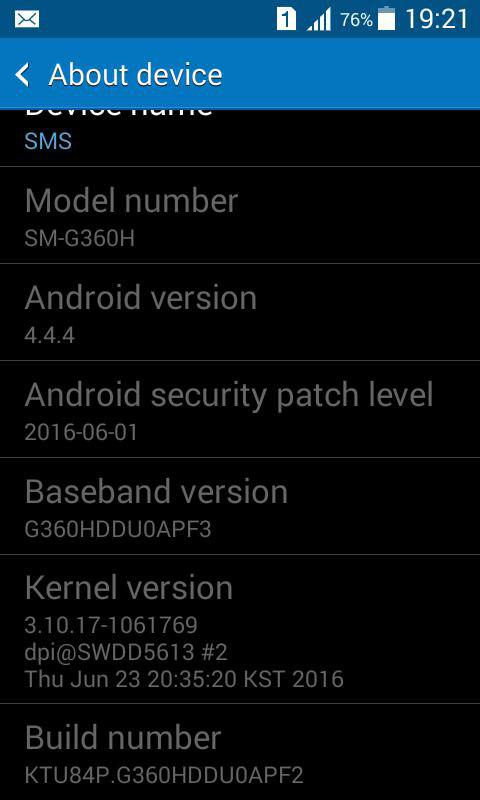 1 76% 19:21
About device
Device name
SMS
Model number
SM-G360H
Android version
4.4.4
Android security patch level
2016-06-01
Baseband version
G360HDDU0APF3
Kernel version
3.10.17-1061769
dpi@SWDD5613 #2
Thu Jun 23 20:35:20 KST 2016
Build number
KTU84P.G360HDDU0APF2